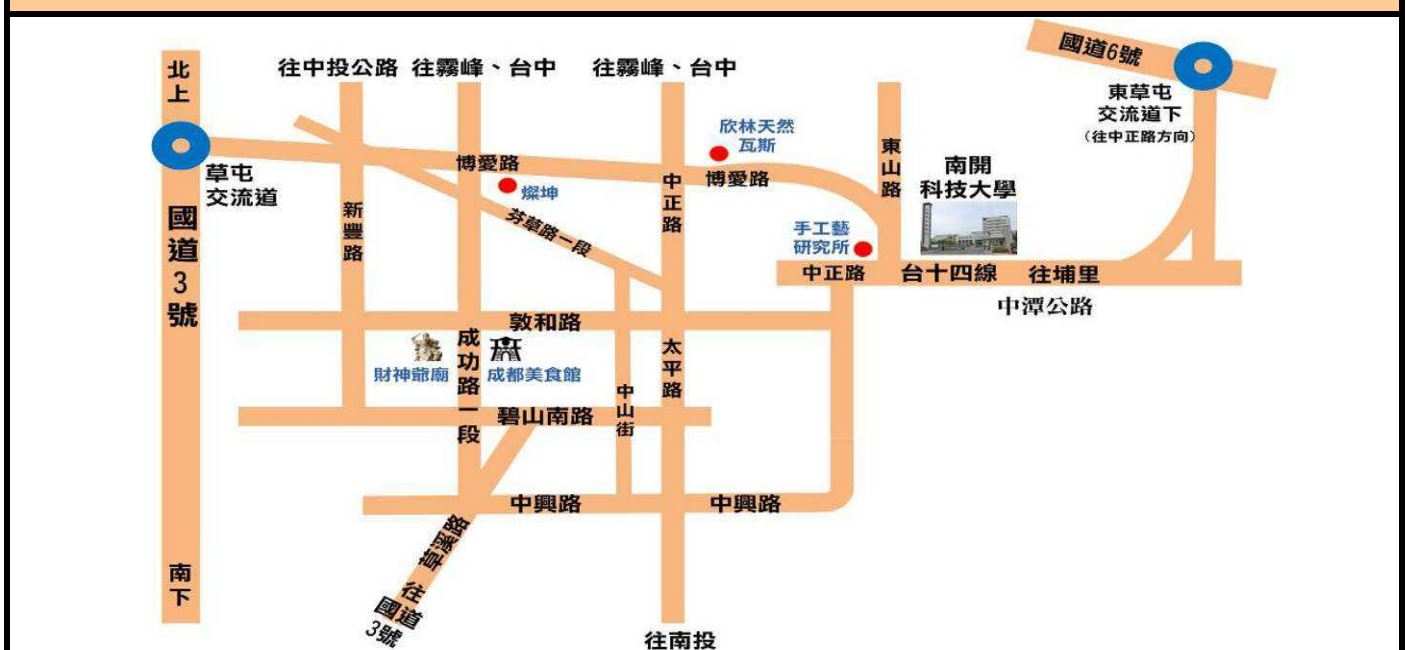 國道6號
北上
往中投公路
往霧峰、台中
往霧峰、台中
東草屯
交流道下
(往中正路方向)
欣林天然
瓦斯
草屯
交流道
博愛路
燦坤
中正路
博愛路
東山路
南開
科技大學
國道3號
新豐路
芬草路一段
手工藝
研究所
中正路
台十四線
往埔里
中潭公路
敦和路
成功路一段
財神爺廟
成都美食館
太平路
中山街
碧山南路
中興路
中興路
草溪路
往
國道
3號
南下
往南投